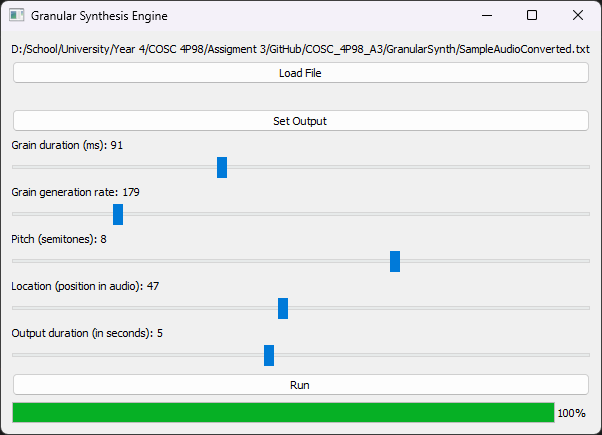 Granular Synthesis Engine
D:/School/University/Year 4/COSC 4P98/Assigment 3/GitHub/COSC_4P98_A3/GranularSynth/SampleAudioConverted.txt
Load File
Set Output
Grain duration (ms): 91
Grain generation rate: 179
Pitch (semitones): 8
Location (position in audio): 47
Output duration (in seconds): 5
Run
100%